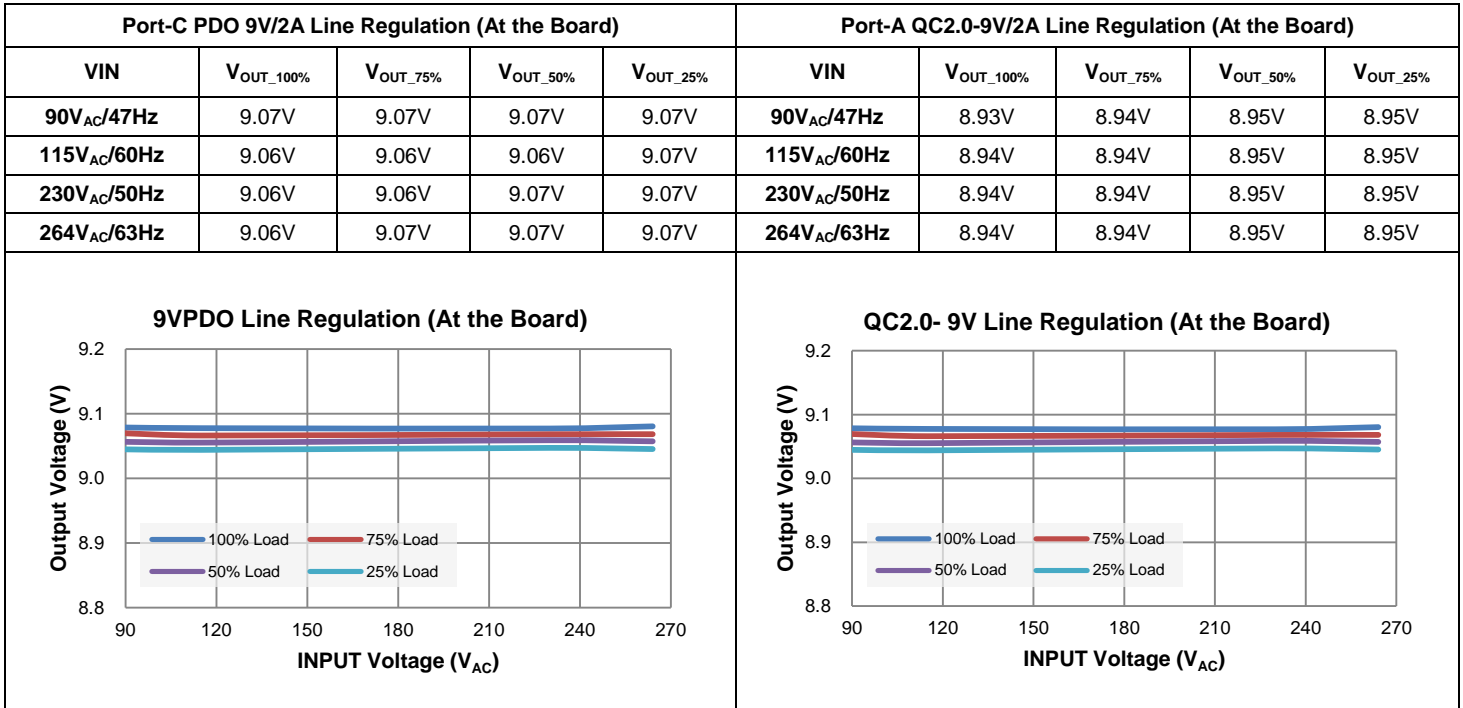 Port-C PDO 9V/2A Line Regulation (At the Board)
VIN VOUT_100% VOUT_75% VOUT_50% VOUT_25%
90VAC/47Hz 9.07V 9.07V 9.07V 9.07V
115VAC/60Hz 9.06V 9.06V 9.06V 9.07V
230VAC/50Hz 9.06V 9.06V 9.07V 9.07V
264VAC/63Hz 9.06V 9.07V 9.07V 9.07V
9VPDO Line Regulation (At the Board)
Output Voltage (V)
9.2
9.1
9.0
8.9
8.8
100% Load 75% Load
50% Load 25% Load
90 120 150 180 210 240 270
INPUT Voltage (VAC)
Port-A QC2.0-9V/2A Line Regulation (At the Board)
VIN VOUT_100% VOUT_75% VOUT_50% VOUT_25%
90VAC/47Hz 8.93V 8.94V 8.95V 8.95V
115VAC/60Hz 8.94V 8.94V 8.95V 8.95V
230VAC/50Hz 8.94V 8.94V 8.95V 8.95V
264VAC/63Hz 8.94V 8.94V 8.95V 8.95V
QC2.0- 9V Line Regulation (At the Board)
Output Voltage (V)
9.2
9.1
9.0
8.9
8.8
100% Load 75% Load
50% Load 25% Load
90 120 150 180 210 240 270
INPUT Voltage (VAC)